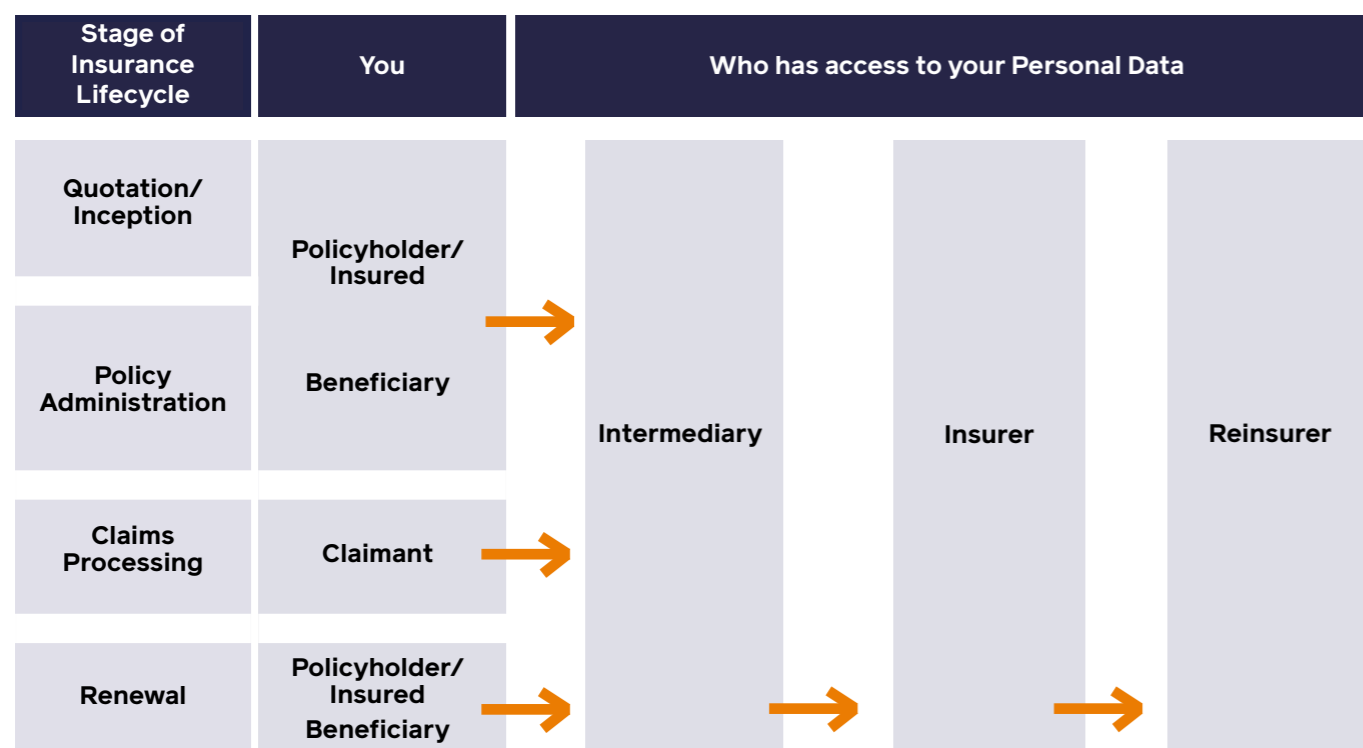 Stage of
Insurance
Lifecycle
You
Who has access to your Personal Data
Quotation/
Inception
Policyholder/
Insured
Policy
Administration
Beneficiary
Intermediary
Insurer
Reinsurer
Claims
Processing
Claimant
Renewal
Policyholder/
Insured
Beneficiary